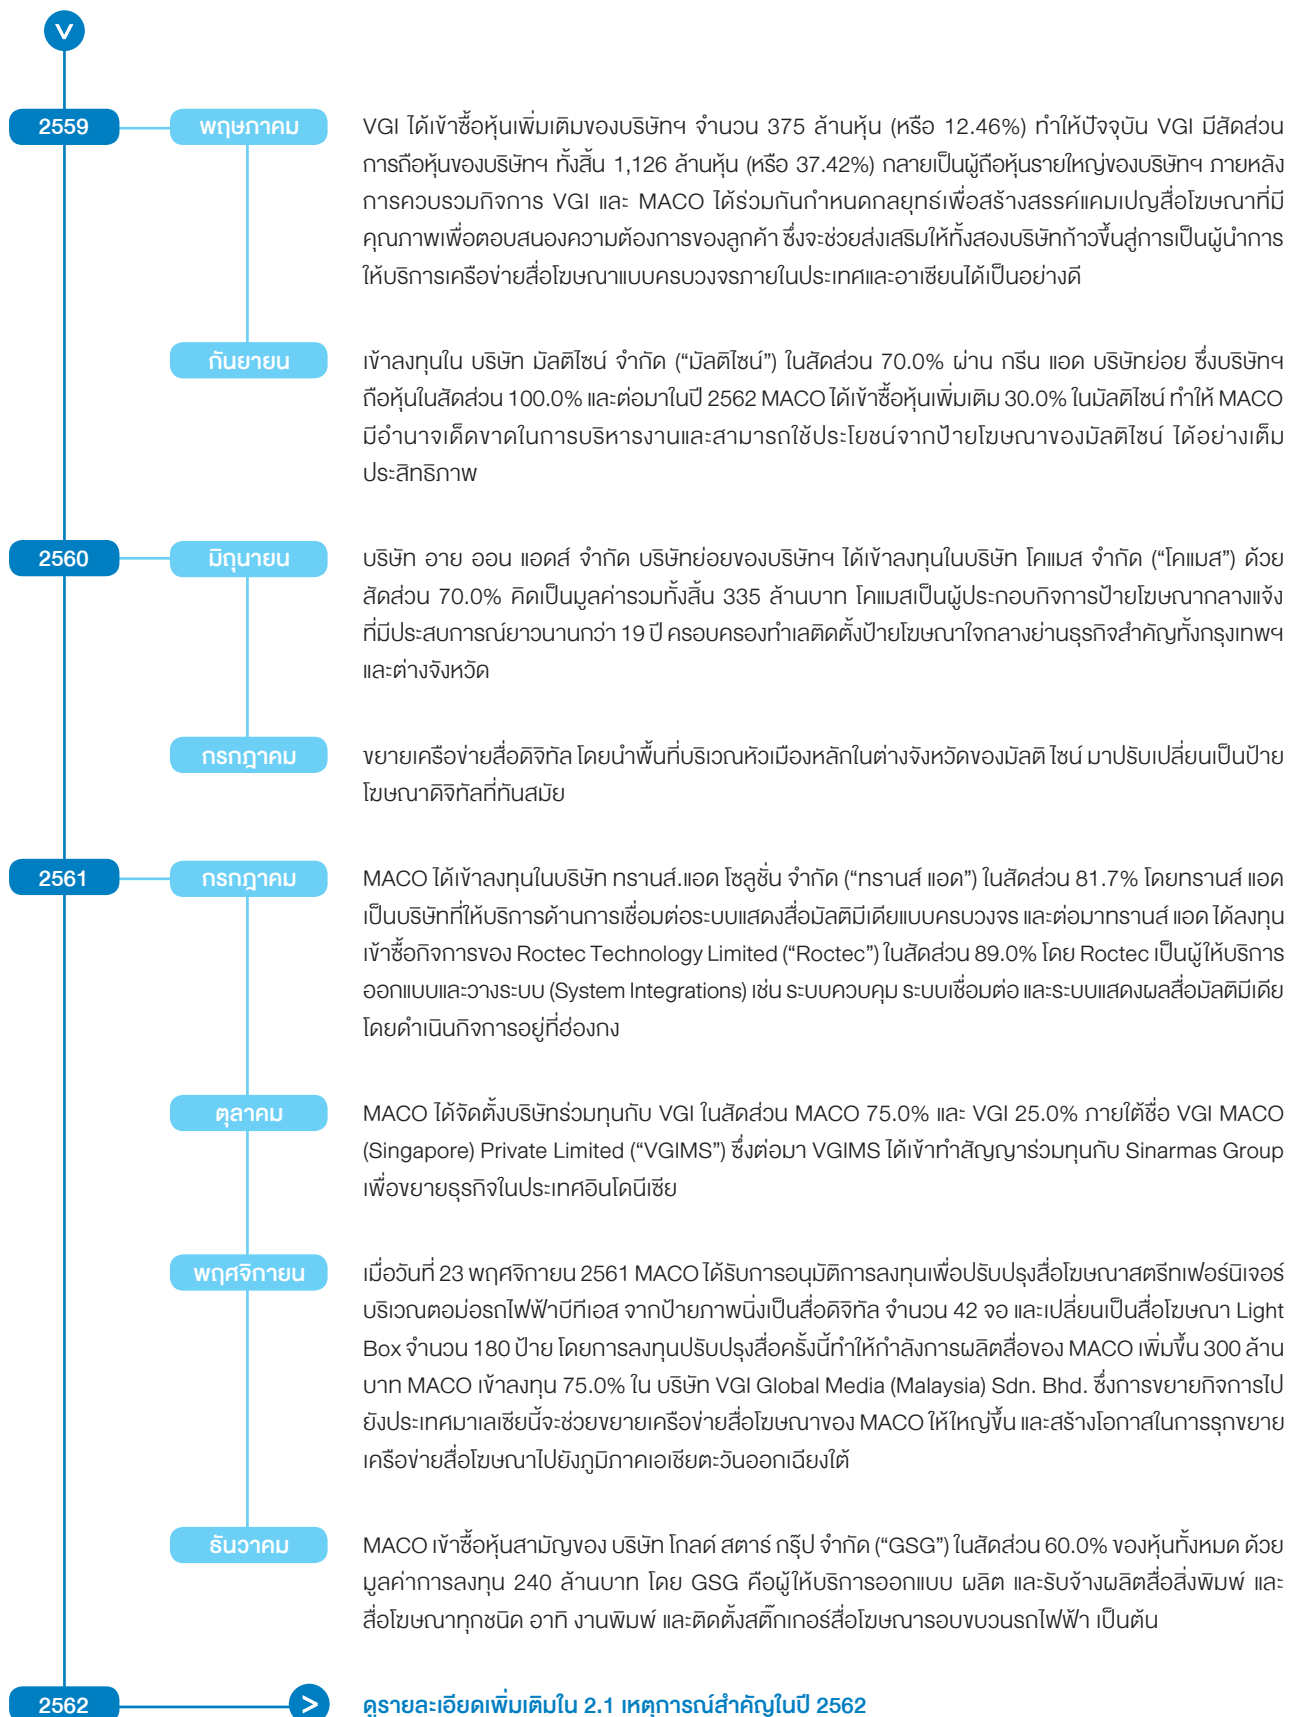 2559
พฤษภาคม
VGI ได้เข้าซื้อหุ้นเพิ่มเติมของบริษัทฯ จำนวน 375 ล้านหุ้น (หรือ 12.46%) ทำให้ปัจจุบัน VGI มีสัดส่วน
การถือหุ้นของบริษัทฯ ทั้งสิ้น 1,126 ล้านหุ้น (หรือ 37.42%) กลายเป็นผู้ถือหุ้นรายใหญ่ของบริษัทฯ ภายหลัง
การควบรวมกิจการ VGI และ MACO ได้ร่วมกันกำหนดกลยุทธ์เพื่อสร้างสรรค์แคมเปญสื่อโฆษณาที่มี
คุณภาพเพื่อตอบสนองความต้องการของลูกค้า ซึ่งจะช่วยส่งเสริมให้ทั้งสองบริษัทก้าวขึ้นสู่การเป็นผู้นำการ
ให้บริการเครือข่ายสื่อโฆษณาแบบครบวงจรภายในประเทศและอาเซียนได้เป็นอย่างดี
กันยายน
เข้าลงทุนใน บริษัท มัลติไซน์ จำกัด (“มัลติไซน์”) ในสัดส่วน 70.0% ผ่าน กรีน แอด บริษัทย่อย ซึ่งบริษัทฯ
ถือหุ้นในสัดส่วน 100.0% และต่อมาในปี 2562 MACO ได้เข้าซื้อหุ้นเพิ่มเติม 30.0% ในมัลติไซน์ ทำให้ MACO
มีอำนาจเด็ดขาดในการบริหารงานและสามารถใช้ประโยชน์จากป้ายโฆษณาของมัลติไซน์ ได้อย่างเต็ม
ประสิทธิภาพ
2560
มิถุนายน
บริษัท อาย ออน แอดส์ จำกัด บริษัทย่อยของบริษัทฯ ได้เข้าลงทุนในบริษัท โคแมส จำกัด (“โคแมส”) ด้วย
สัดส่วน 70.0% คิดเป็นมูลค่ารวมทั้งสิ้น 335 ล้านบาท โคแมสเป็นผู้ประกอบกิจการป้ายโฆษณากลางแจ้ง
ที่มีประสบการณ์ยาวนานกว่า 19 ปี ครอบครองทำเลติดตั้งป้ายโฆษณาใจกลางย่านธุรกิจสำคัญทั้งกรุงเทพฯ
และต่างจังหวัด
กรกฎาคม
ขยายเครือข่ายสื่อดิจิทัล โดยนำพื้นที่บริเวณหัวเมืองหลักในต่างจังหวัดของมัลติ ไซน์ มาปรับเปลี่ยนเป็นป้าย
โฆษณาดิจิทัลที่ทันสมัย
2561
กรกฎาคม
MACO ได้เข้าลงทุนในบริษัท ทรานส์.แอด โซลูชั่น จำกัด (“ทรานส์ แอด”) ในสัดส่วน 81.7% โดยทรานส์ แอด
เป็นบริษัทที่ให้บริการด้านการเชื่อมต่อระบบแสดงสื่อมัลติมีเดียแบบครบวงจร และต่อมาทรานส์ แอด ได้ลงทุน
เข้าซื้อกิจการของ Roctec Technology Limited (“Roctec”) ในสัดส่วน 89.0% โดย Roctec เป็นผู้ให้บริการ
ออกแบบและวางระบบ (System Integrations) เช่น ระบบควบคุม ระบบเชื่อมต่อ และระบบแสดงผลสื่อมัลติมีเดีย
โดยดำเนินกิจการอยู่ที่ฮ่องกง
ตุลาคม
MACO ได้จัดตั้งบริษัทร่วมทุนกับ VGI ในสัดส่วน MACO 75.0% และ VGI 25.0% ภายใต้ชื่อ VGI MACO
(Singapore) Private Limited (“VGIMS”) ซึ่งต่อมา VGIMS ได้เข้าทำสัญญาร่วมทุนกับ Sinarmas Group
เพื่อขยายธุรกิจในประเทศอินโดนีเซีย
พฤศจิกายน
เมื่อวันที่ 23 พฤศจิกายน 2561 MACO ได้รับการอนุมัติการลงทุนเพื่อปรับปรุงสื่อโฆษณาสตรีทเฟอร์นิเจอร์
บริเวณตอม่อรถไฟฟ้าบีทีเอส จากป้ายภาพนิ่งเป็นสื่อดิจิทัล จำนวน 42 จอ และเปลี่ยนเป็นสื่อโฆษณา Light
Box จำนวน 180 ป้าย โดยการลงทุนปรับปรุงสื่อครั้งนี้ทำให้กำลังการผลิตสื่อของ MACO เพิ่มขึ้น 300 ล้าน
บาท MACO เข้าลงทุน 75.0% ใน บริษัท VGI Global Media (Malaysia) Sdn. Bhd. ซึ่งการขยายกิจการไป
ยังประเทศมาเลเซียนี้จะช่วยขยายเครือข่ายสื่อโฆษณาของ MACO ให้ใหญ่ขึ้น และสร้างโอกาสในการรุกขยาย
เครือข่ายสื่อโฆษณาไปยังภูมิภาคเอเชียตะวันออกเฉียงใต้
ธันวาคม
MACO เข้าซื้อหุ้นสามัญของ บริษัท โกลด์ สตาร์ กรุ๊ป จำกัด (“GSG”) ในสัดส่วน 60.0% ของหุ้นทั้งหมด ด้วย
มูลค่าการลงทุน 240 ล้านบาท โดย GSG คือผู้ให้บริการออกแบบ ผลิต และรับจ้างผลิตสื่อสิ่งพิมพ์ และ
สื่อโฆษณาทุกชนิด อาทิ งานพิมพ์ และติดตั้งสติ๊กเกอร์สื่อโฆษณารอบขบวนรถไฟฟ้า เป็นต้น
2562
ดูรายละเอียดเพิ่มเติมใน 2.1 เหตุการณ์สำคัญในปี 2562